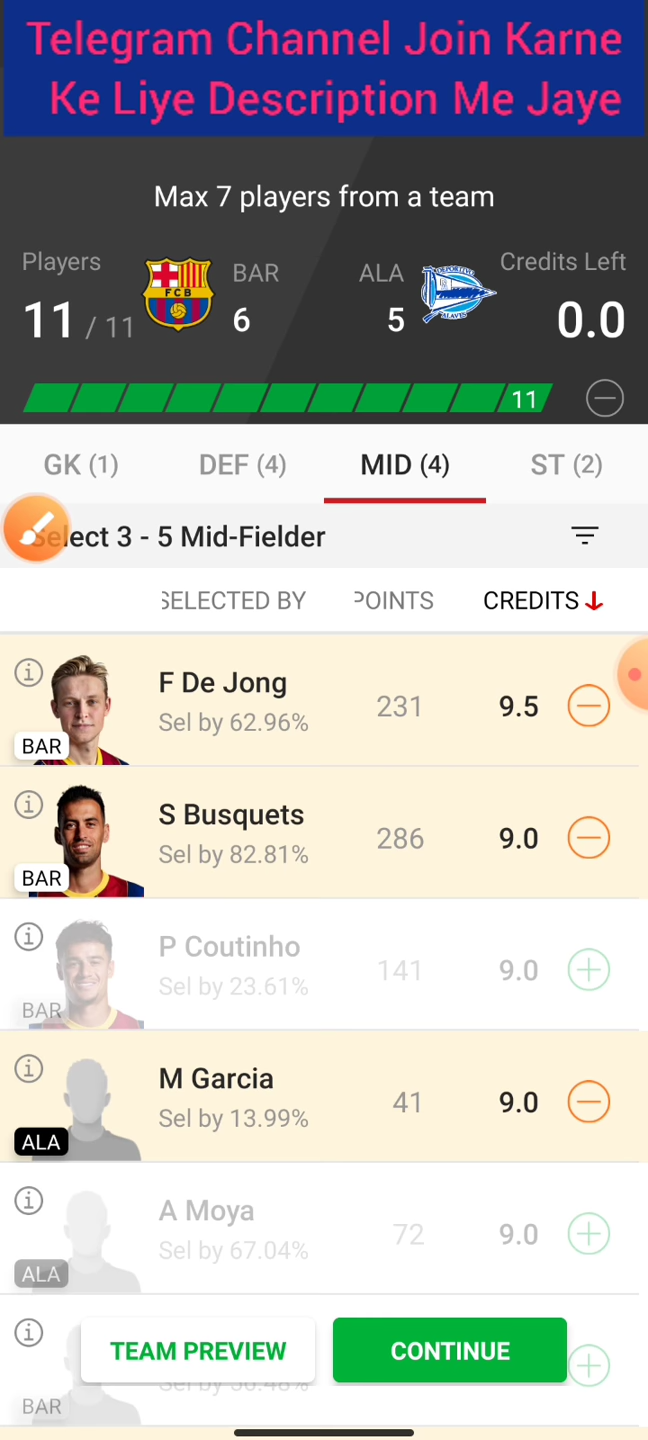 Telegram Channel Join Karne
Ke Liye Description Me Jaye
Max 7 players from a team
Players
11 / 11
FCB
BAR
6
ALA
5
DEPORTIVO
ALAVES
Credits Left
0.0
11
GK (1) DEF (4) MID (4) ST (2)
Select 3 - 5 Mid-Fielder
SELECTED BY POINTS CREDITS
F De Jong
Sel by 62.96%
231 9.5
BAR
S Busquets
Sel by 82.81%
286 9.0
BAR
P Coutinho
Sel by 23.61%
141 9.0
BAR
M Garcia
Sel by 13.99%
41 9.0
ALA
A Moya
Sel by 67.04%
72 9.0
ALA
TEAM PREVIEW CONTINUE
BAR